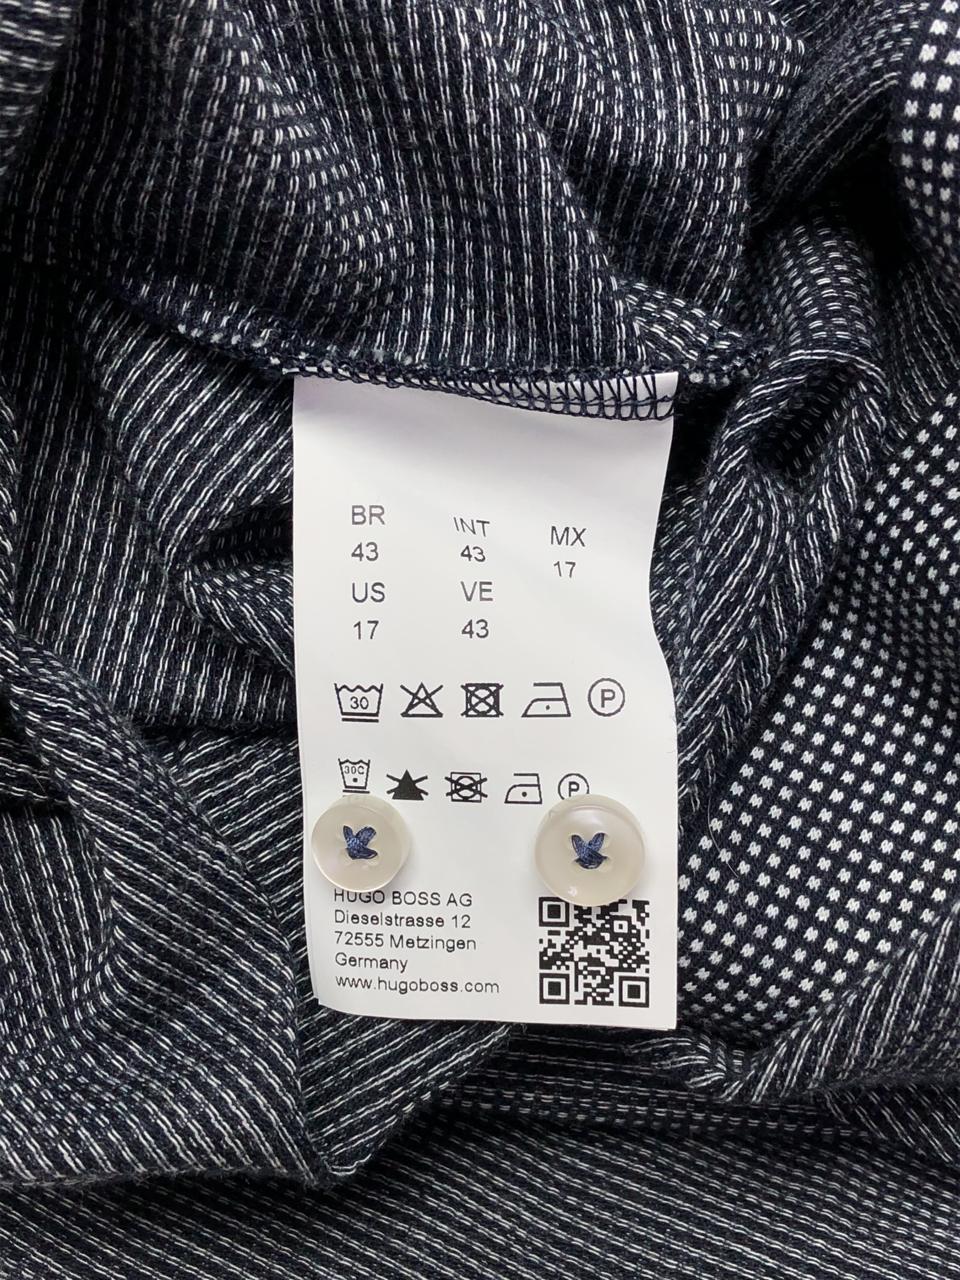 BR INT MX
43 43 17
US VE
17 43
30 P
30C P
HUGO BOSS AG
Dieselstrasse 12
72555 Metzingen
Germany
www.hugoboss.com